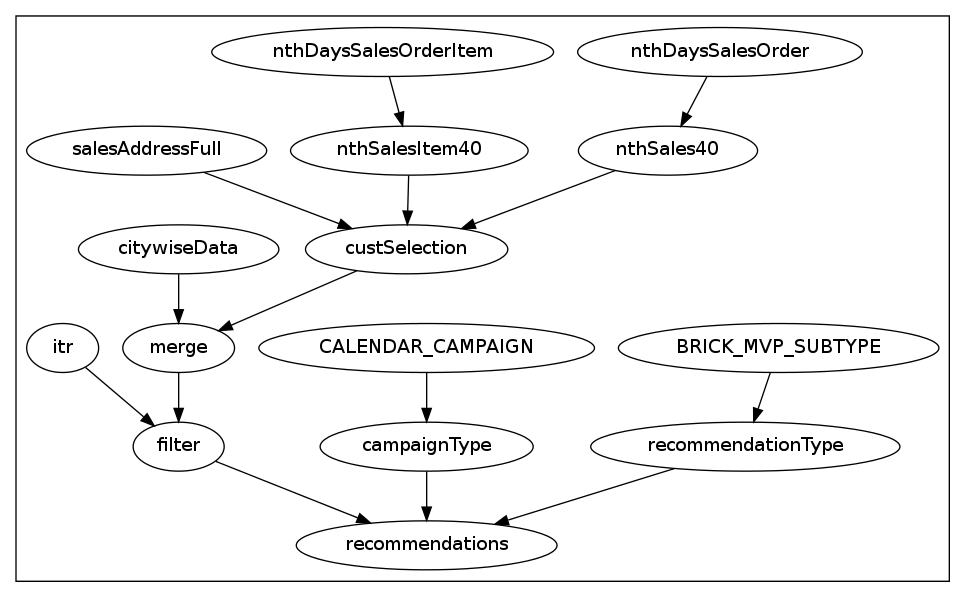 nthDaysSalesOrderItem
nthDaysSalesOrder
salesAddressFull
nthSalesItem40
nthSales40
citywiseData
custSelection
itr
merge
CALENDAR_CAMPAIGN
BRICK_MVP_SUBTYPE
filter
campaignType
recommendationType
recommendations